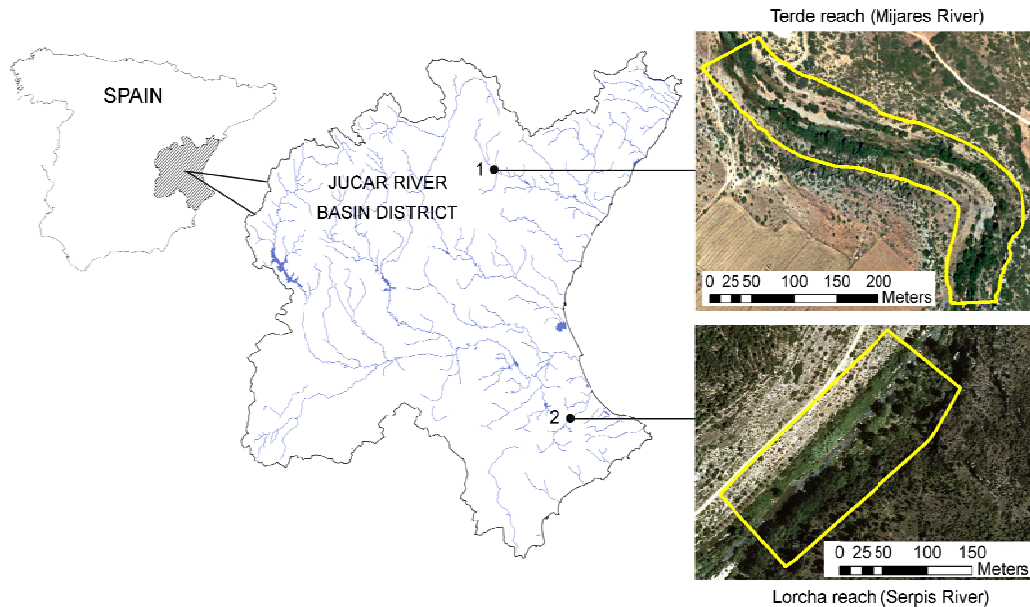 Terde reach (Mijares River)
SPAIN
1
JUCAR RIVER
BASIN DISTRICT
0 25 50 100 150 200
Meters
2
0 25 50 100 150
Meters
Lorcha reach (Serpis River)